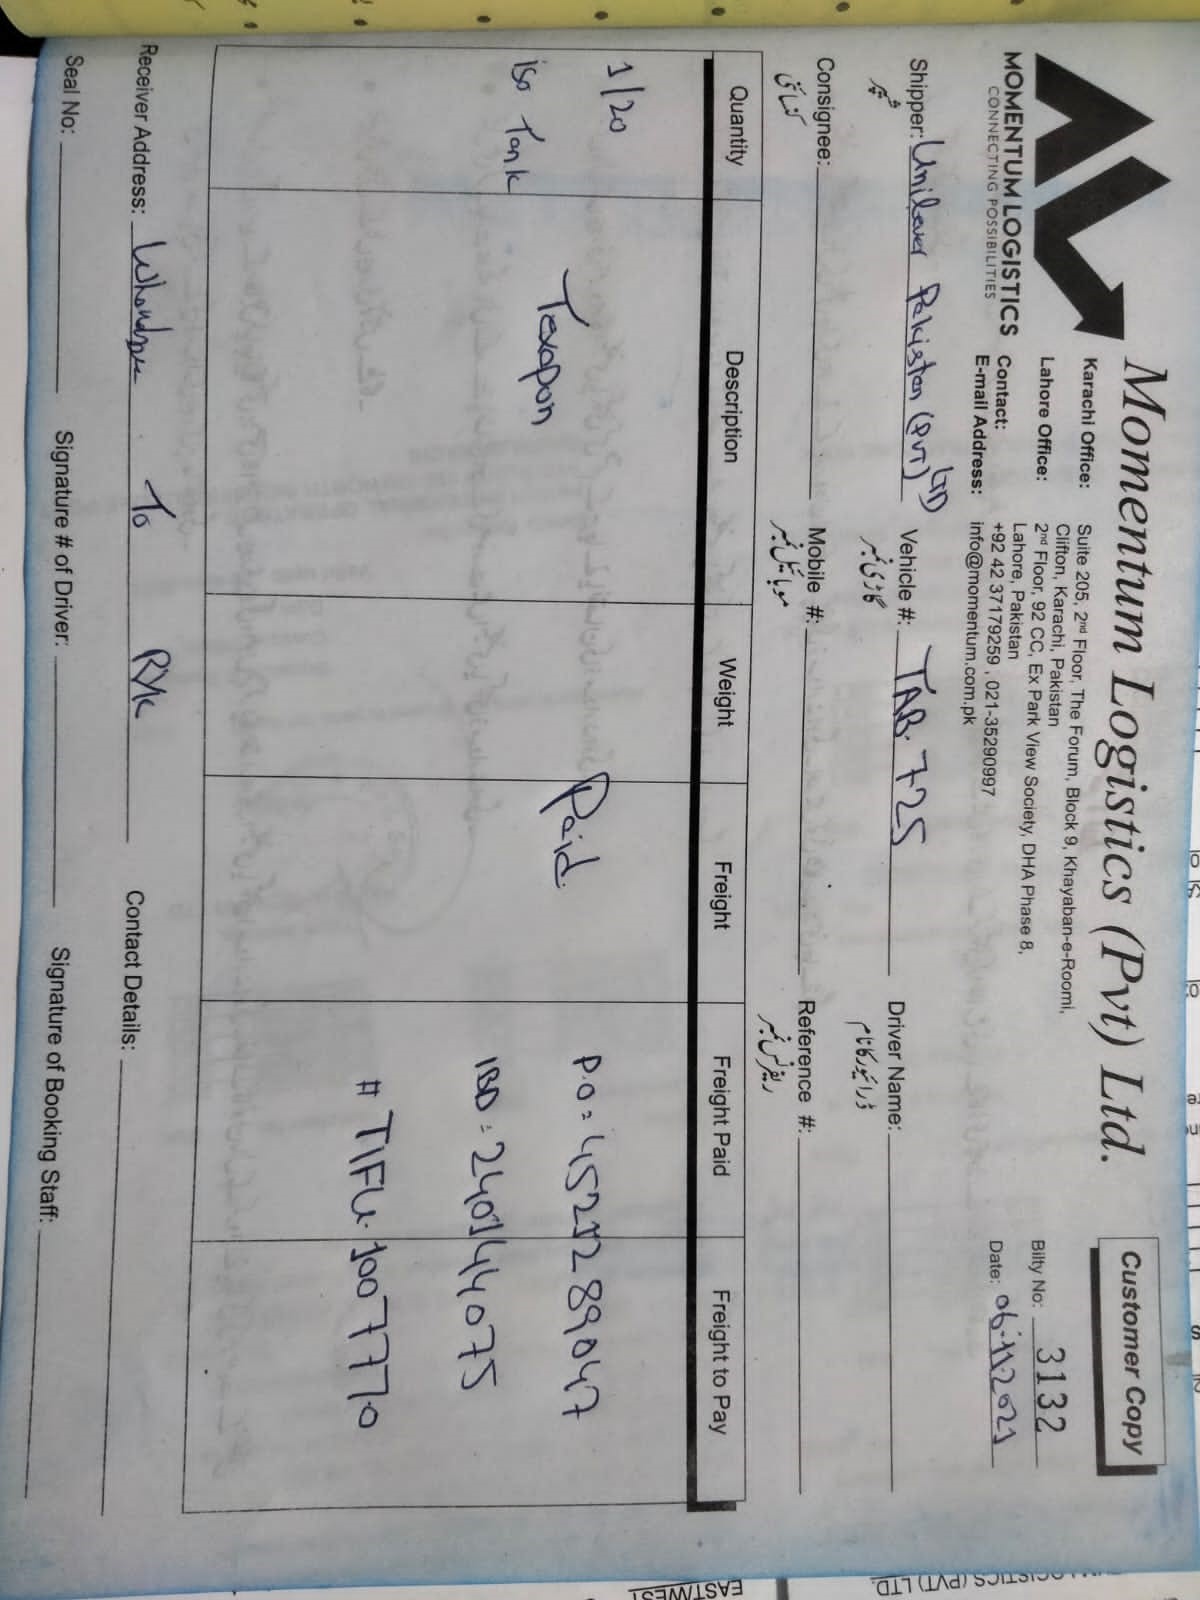 Momentum Logistics (Pvt) Ltd.
Customer Copy
MOMENTUM LOGISTICS
CONNECTING POSSIBILITIES
Karachi Office: Suite 205, 2nd Floor, The Forum, Block 9, Khayaban-e-Roomi,
Clifton, Karachi, Pakistan
Lahore Office: 2nd Floor, 92 CC, Ex Park View Society, DHA Phase 8,
Lahore, Pakistan
Contact: +92 42 37179259 , 021-35290997
E-mail Address: info@momentum.com.pk
Bilty No: 3132
Date: 06-11-2021
Shipper: Unilever Pakistan (PVT) LTD Vehicle #: TAB-725 Driver Name:
شپر گاڑی نمبر ڈرائیور کا نام
Consignee: Mobile #: Reference #:
کنسائنی موبائیل نمبر ریفرنس نمبر
Quantity Description Weight Freight Freight Paid Freight to Pay
1/20 Texapon Paid P.O = 4521289047
iso Tank IBD = 240144075
# TIFU-1007777-0
Receiver Address: To RYK Contact Details:
Seal No: Signature # of Driver: Signature of Booking Staff:
LOGISTICS (PVT) LTD.
EAST/WEST